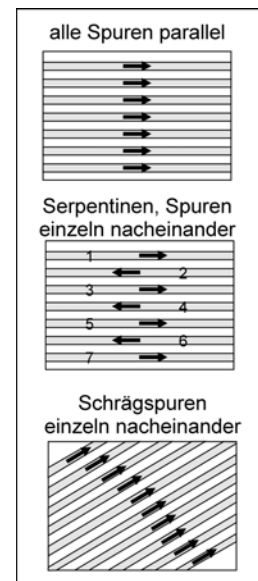 alle Spuren parallel
Serpentinen, Spuren
einzeln nacheinander
1
2
3
4
5
6
7
Schrägspuren
einzeln nacheinander